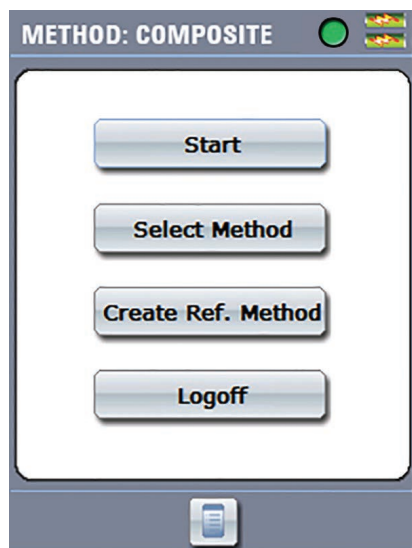 METHOD: COMPOSITE
Start
Select Method
Create Ref. Method
Logoff